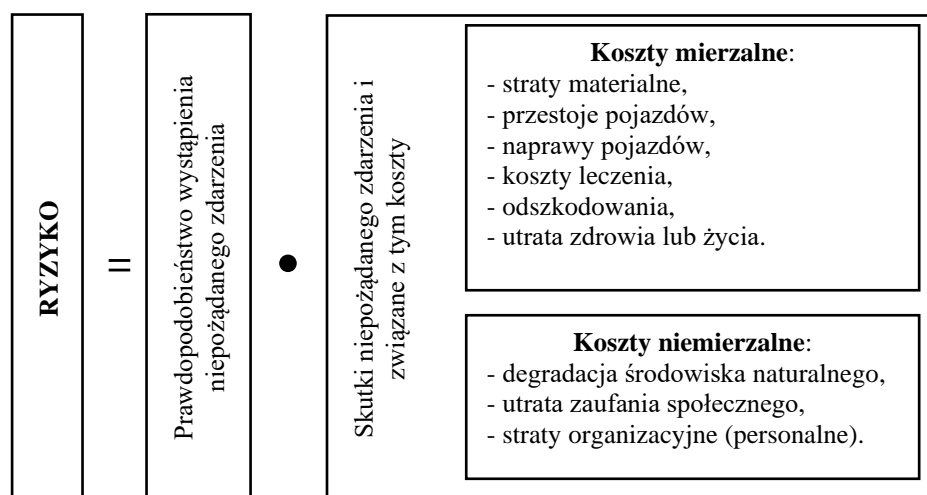 RYZYKO
=
Prawdopodobieństwo wystąpienia
niepożądanego zdarzenia
●
Skutki niepożądanego zdarzenia i
związane z tym koszty
Koszty mierzalne:
- straty materialne,
- przestoje pojazdów,
- naprawy pojazdów,
- koszty leczenia,
- odszkodowania,
- utrata zdrowia lub życia.
Koszty niemierzalne:
- degradacja środowiska naturalnego,
- utrata zaufania społecznego,
- straty organizacyjne (personalne).